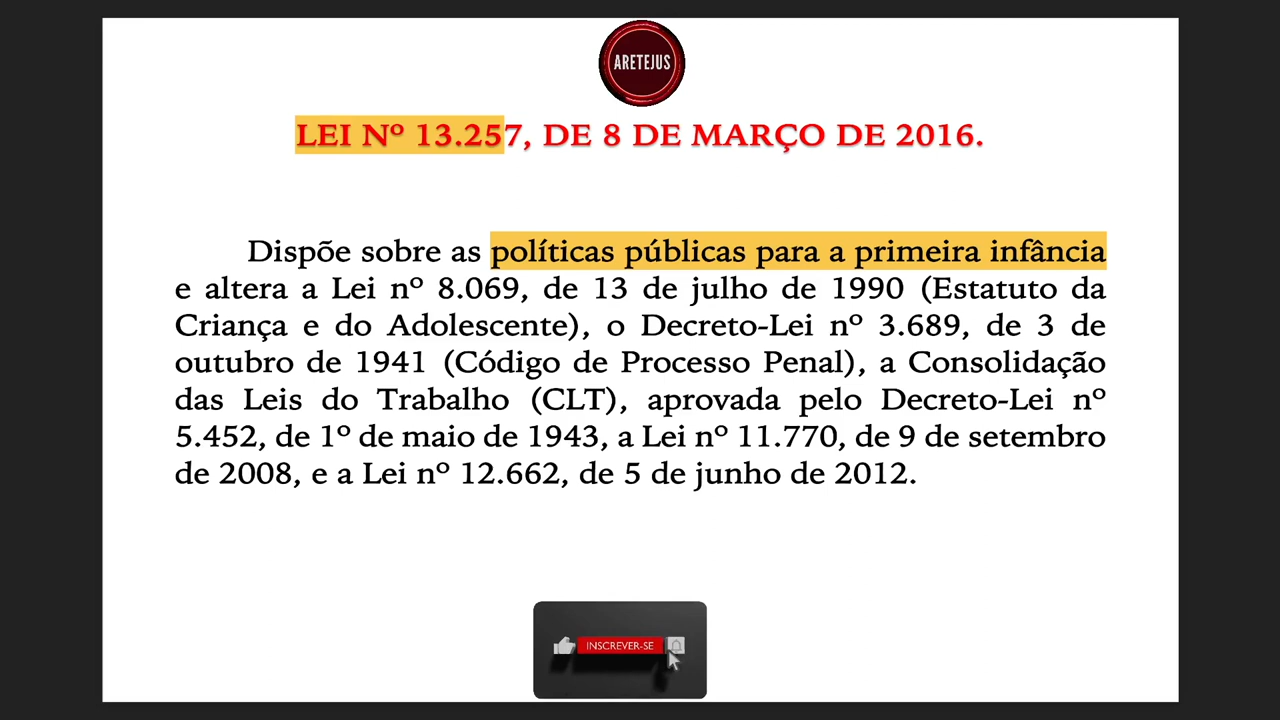 ARETEJUS
LEI Nº 13.257, DE 8 DE MARÇO DE 2016.
Dispõe sobre as políticas públicas para a primeira infância
e altera a Lei nº 8.069, de 13 de julho de 1990 (Estatuto da
Criança e do Adolescente), o Decreto-Lei nº 3.689, de 3 de
outubro de 1941 (Código de Processo Penal), a Consolidação
das Leis do Trabalho (CLT), aprovada pelo Decreto-Lei nº
5.452, de 1º de maio de 1943, a Lei nº 11.770, de 9 de setembro
de 2008, e a Lei nº 12.662, de 5 de junho de 2012.
INSCREVER-SE